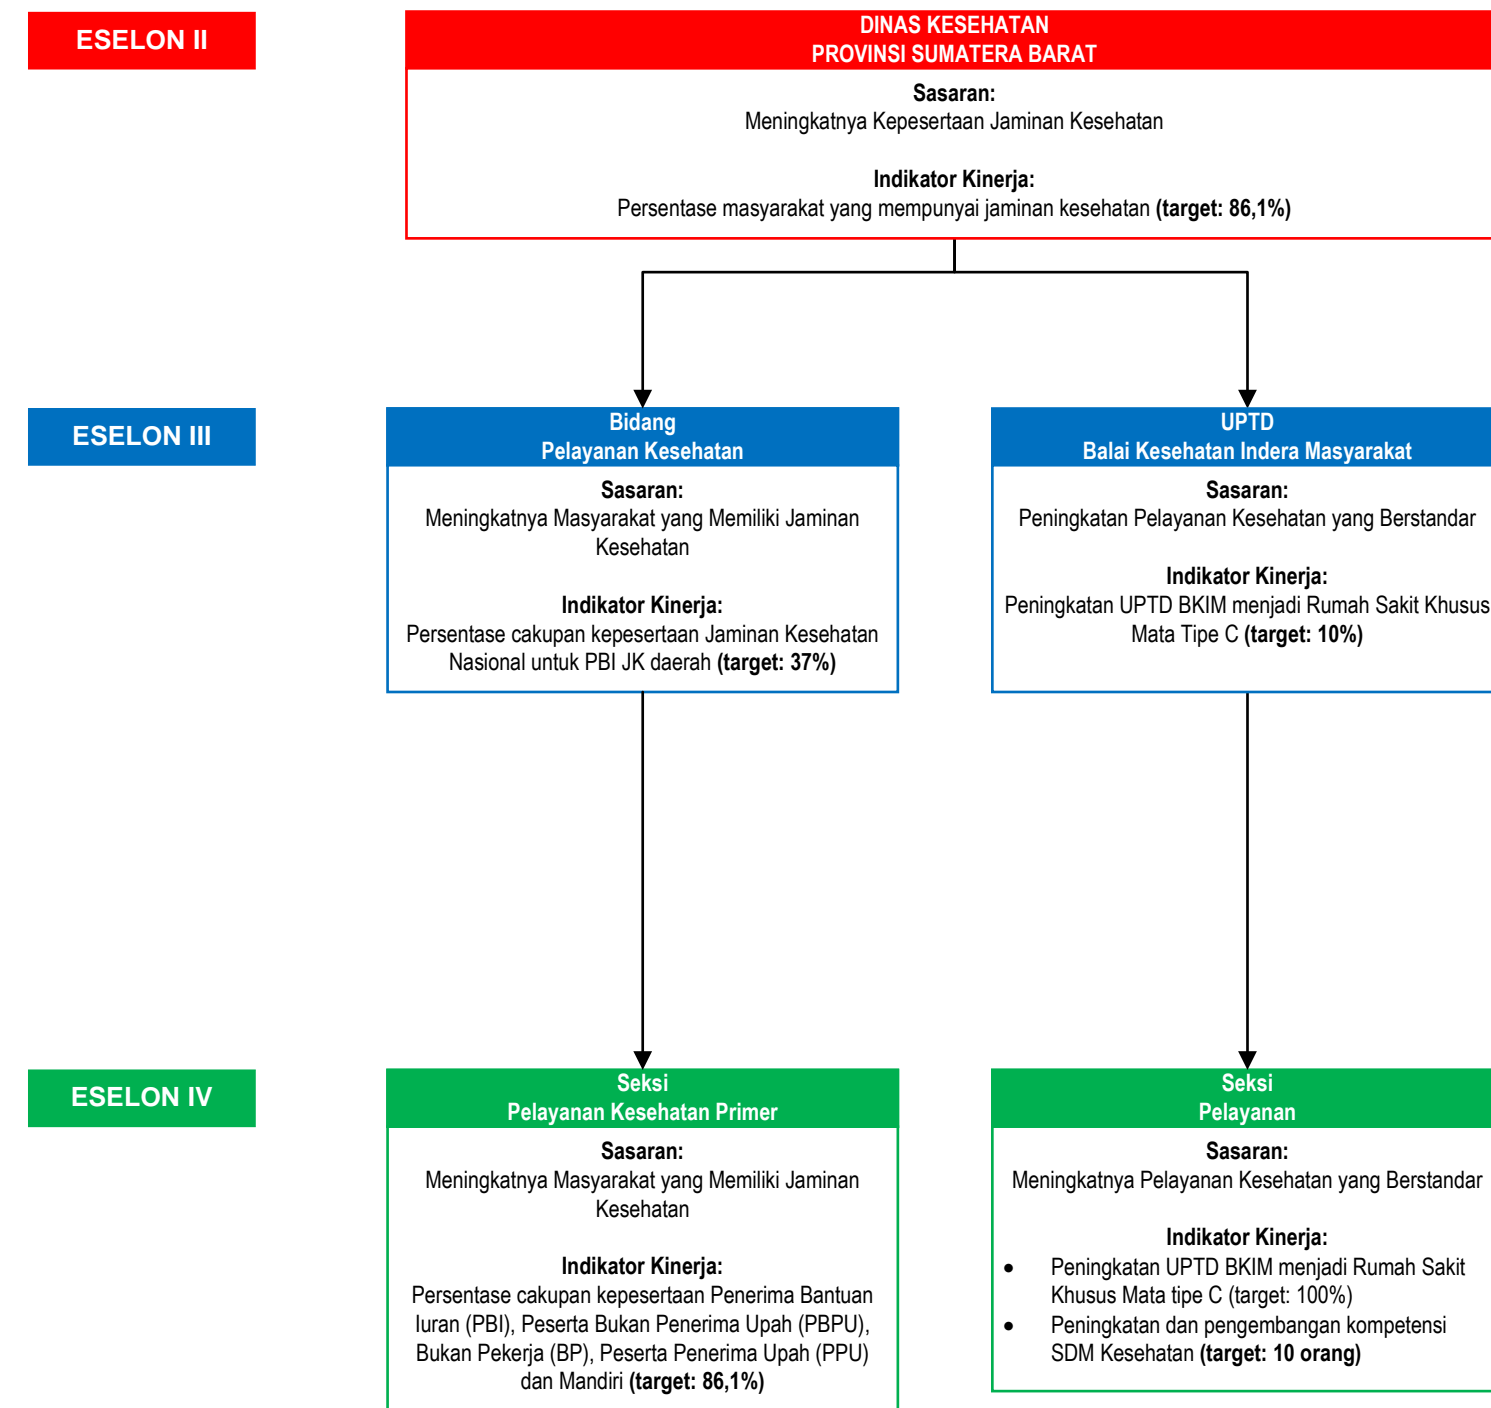 ESELON II
DINAS KESEHATAN
PROVINSI SUMATERA BARAT
Sasaran:
Meningkatnya Kepesertaan Jaminan Kesehatan
Indikator Kinerja:
Persentase masyarakat yang mempunyai jaminan kesehatan (target: 86,1%)
ESELON III
Bidang
Pelayanan Kesehatan
Sasaran:
Meningkatnya Masyarakat yang Memiliki Jaminan
Kesehatan
Indikator Kinerja:
Persentase cakupan kepesertaan Jaminan Kesehatan
Nasional untuk PBI JK daerah (target: 37%)
UPTD
Balai Kesehatan Indera Masyarakat
Sasaran:
Peningkatan Pelayanan Kesehatan yang Berstandar
Indikator Kinerja:
Peningkatan UPTD BKIM menjadi Rumah Sakit Khusus
Mata Tipe C (target: 10%)
ESELON IV
Seksi
Pelayanan Kesehatan Primer
Sasaran:
Meningkatnya Masyarakat yang Memiliki Jaminan
Kesehatan
Indikator Kinerja:
Persentase cakupan kepesertaan Penerima Bantuan
Iuran (PBI), Peserta Bukan Penerima Upah (PBPU),
Bukan Pekerja (BP), Peserta Penerima Upah (PPU)
dan Mandiri (target: 86,1%)
Seksi
Pelayanan
Sasaran:
Meningkatnya Pelayanan Kesehatan yang Berstandar
Indikator Kinerja:
• Peningkatan UPTD BKIM menjadi Rumah Sakit
Khusus Mata tipe C (target: 100%)
• Peningkatan dan pengembangan kompetensi
SDM Kesehatan (target: 10 orang)